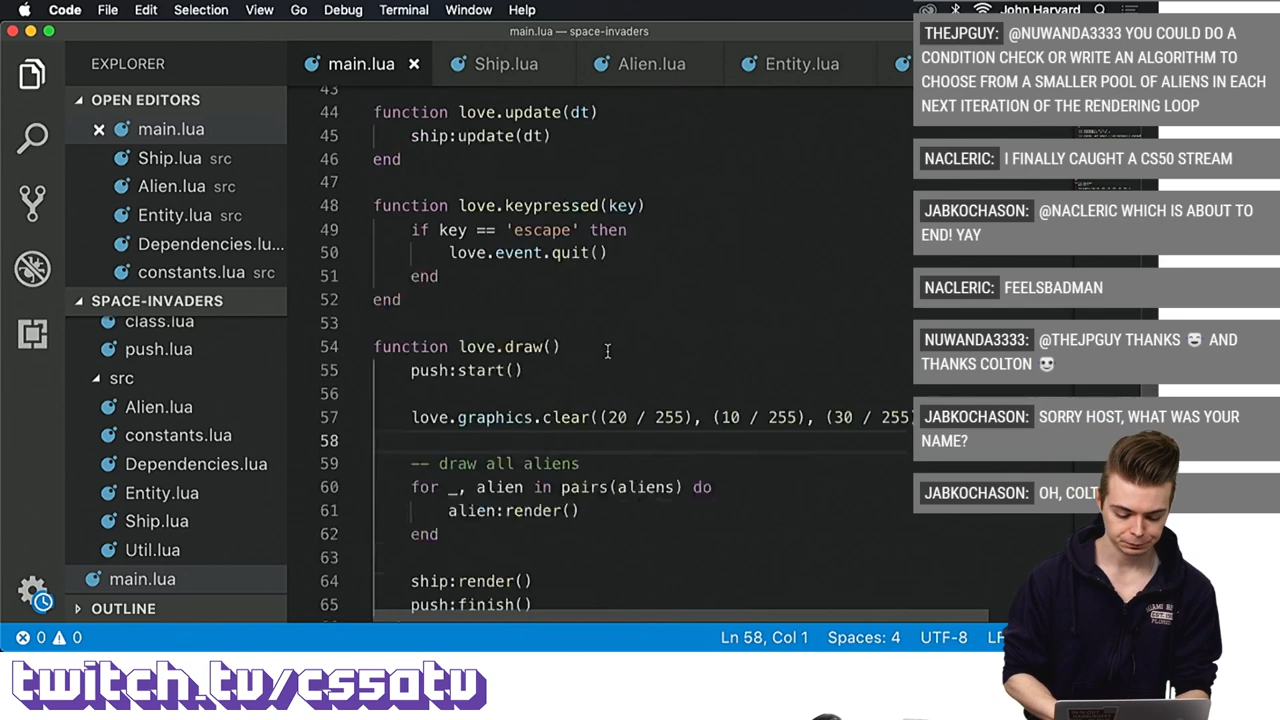 Code File Edit Selection View Go Debug Terminal Window Help
John Harvard
main.lua — space-invaders
EXPLORER
OPEN EDITORS
main.lua
Ship.lua src
Alien.lua src
Entity.lua src
Dependencies.lu...
constants.lua src
SPACE-INVADERS
class.lua
push.lua
src
Alien.lua
constants.lua
Dependencies.lua
Entity.lua
Ship.lua
Util.lua
main.lua
OUTLINE
main.lua Ship.lua Alien.lua Entity.lua
43
44 function love.update(dt)
45 ship:update(dt)
46 end
47
48 function love.keypressed(key)
49 if key == 'escape' then
50 love.event.quit()
51 end
52 end
53
54 function love.draw()
55 push:start()
56
57 love.graphics.clear((20 / 255), (10 / 255), (30 / 255)
58
59 -- draw all aliens
60 for _, alien in pairs(aliens) do
61 alien:render()
62 end
63
64 ship:render()
65 push:finish()
0 0
Ln 58, Col 1 Spaces: 4 UTF-8 LF
THEJPGUY: @NUWANDA3333 YOU COULD DO A
CONDITION CHECK OR WRITE AN ALGORITHM TO
CHOOSE FROM A SMALLER POOL OF ALIENS IN EACH
NEXT ITERATION OF THE RENDERING LOOP
NACLERIC: I FINALLY CAUGHT A CS50 STREAM
JABKOCHASON: @NACLERIC WHICH IS ABOUT TO
END! YAY
NACLERIC: FEELSBADMAN
NUWANDA3333: @THEJPGUY THANKS AND
THANKS COLTON
JABKOCHASON: SORRY HOST, WHAT WAS YOUR
NAME?
JABKOCHASON: OH, COLT
twitch.tv/cs50tv